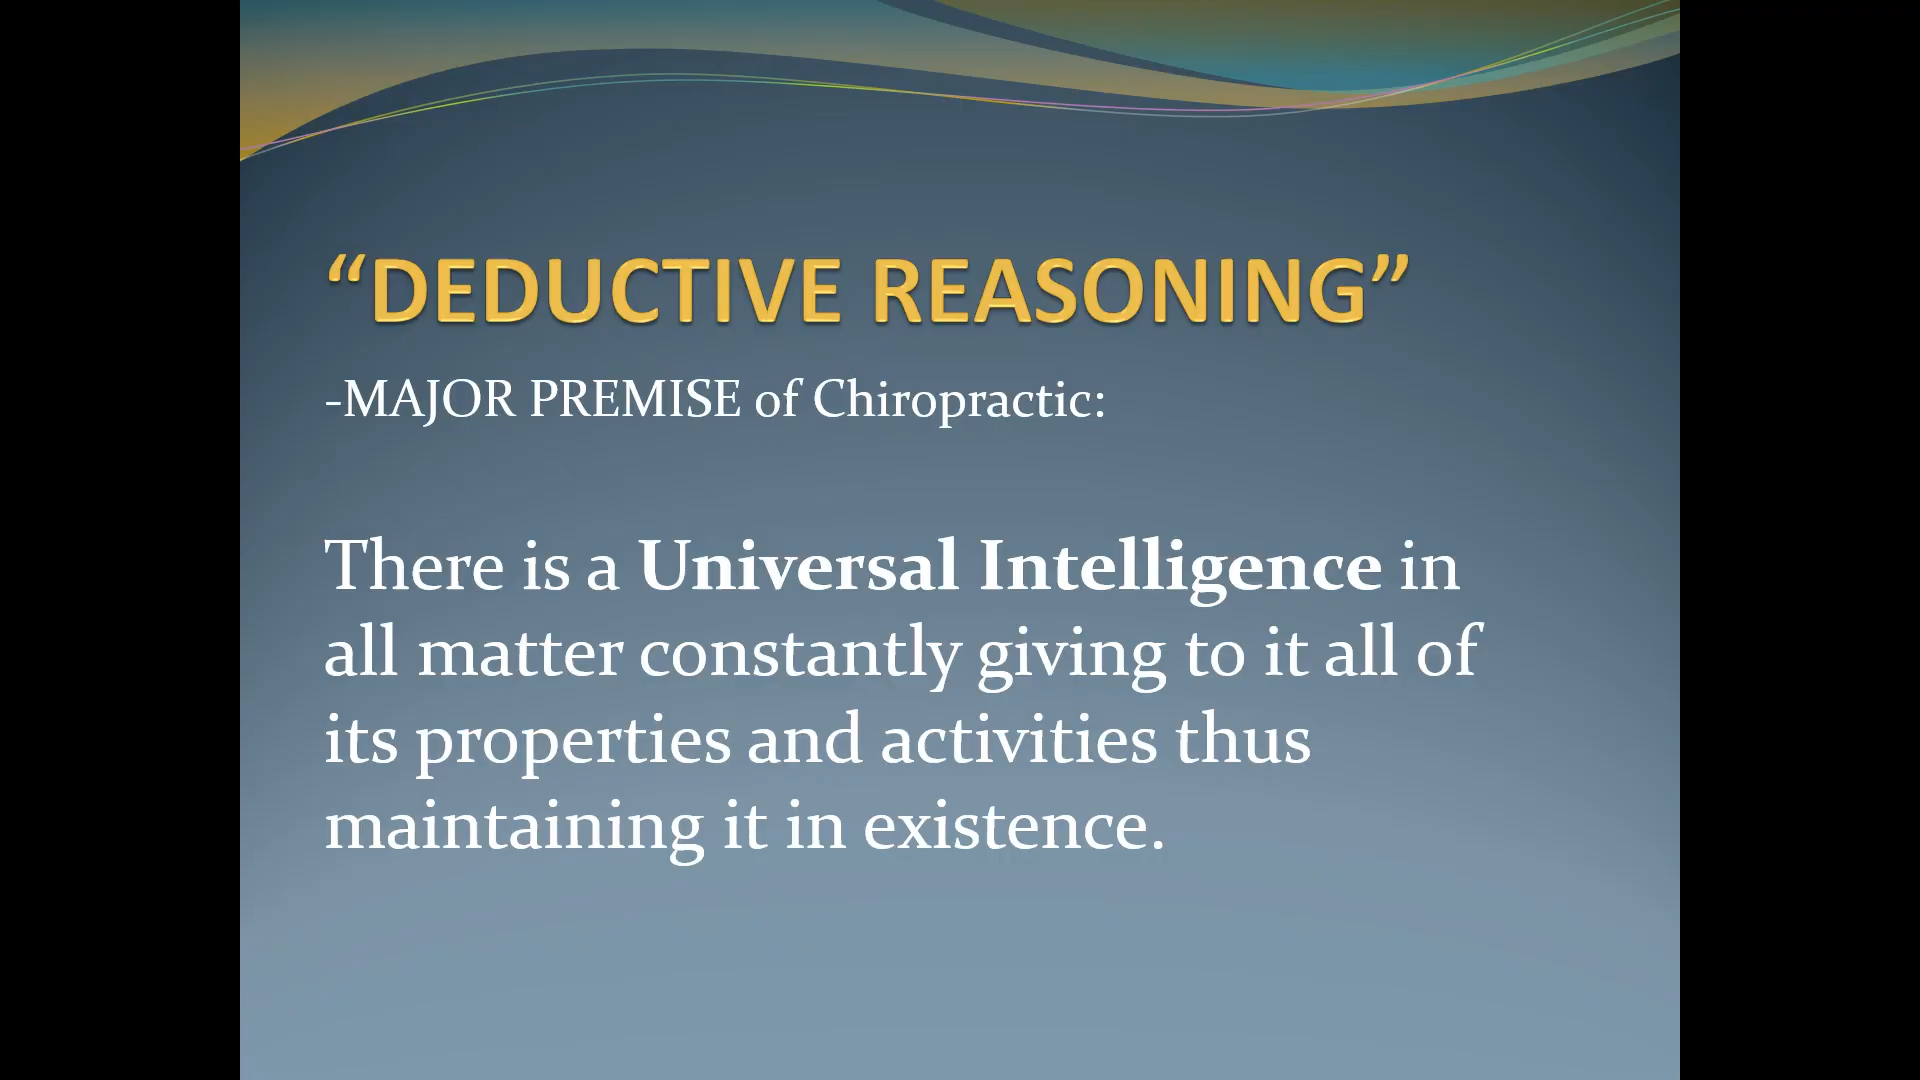 “DEDUCTIVE REASONING”
-MAJOR PREMISE of Chiropractic:
There is a Universal Intelligence in
all matter constantly giving to it all of
its properties and activities thus
maintaining it in existence.